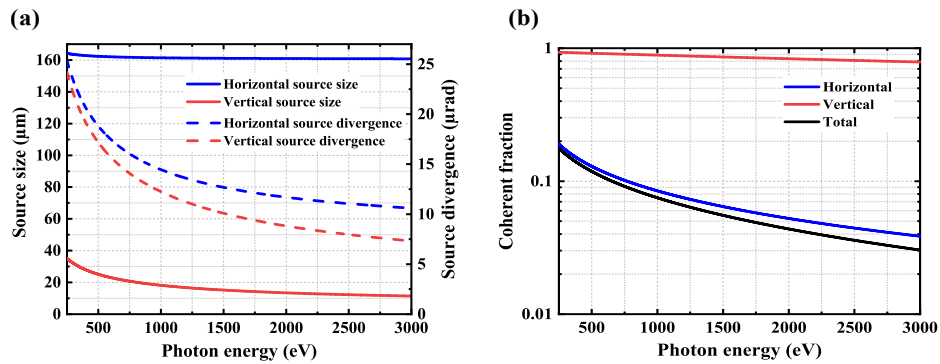 (a)
Source size (μm)
160
140
120
100
80
60
40
20
0
Horizontal source size
Vertical source size
Horizontal source divergence
Vertical source divergence
25
20
15
10
5
0
Source divergence (μrad)
500 1000 1500 2000 2500 3000
Photon energy (eV)
(b)
Coherent fraction
1
0.1
0.01
Horizontal
Vertical
Total
500 1000 1500 2000 2500 3000
Photon energy (eV)